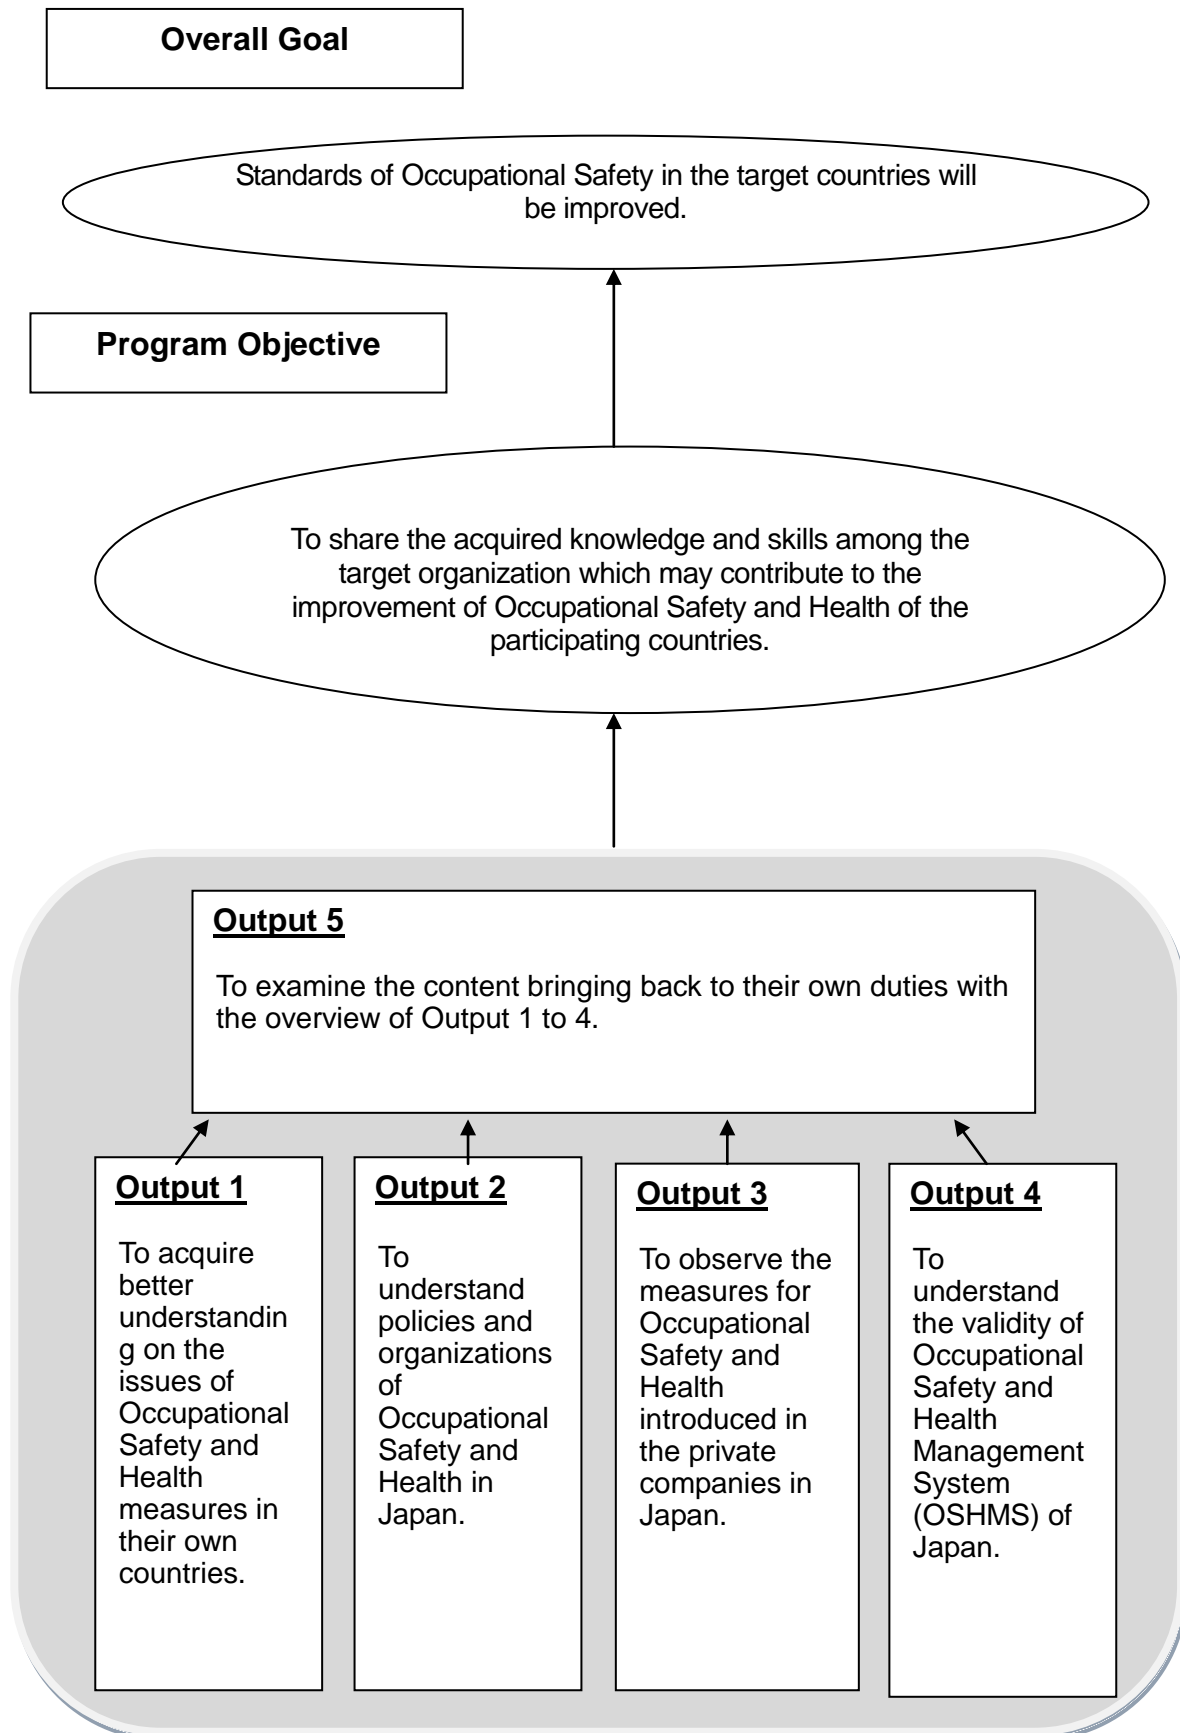 Overall Goal
Standards of Occupational Safety in the target countries will
be improved.
Program Objective
To share the acquired knowledge and skills among the
target organization which may contribute to the
improvement of Occupational Safety and Health of the
participating countries.
Output 5
To examine the content bringing back to their own duties with
the overview of Output 1 to 4.
Output 1
To acquire
better
understandin
g on the
issues of
Occupational
Safety and
Health
measures in
their own
countries.
Output 2
To
understand
policies and
organizations
of
Occupational
Safety and
Health in
Japan.
Output 3
To observe the
measures for
Occupational
Safety and
Health
introduced in
the private
companies in
Japan.
Output 4
To
understand
the validity of
Occupational
Safety and
Health
Management
System
(OSHMS) of
Japan.